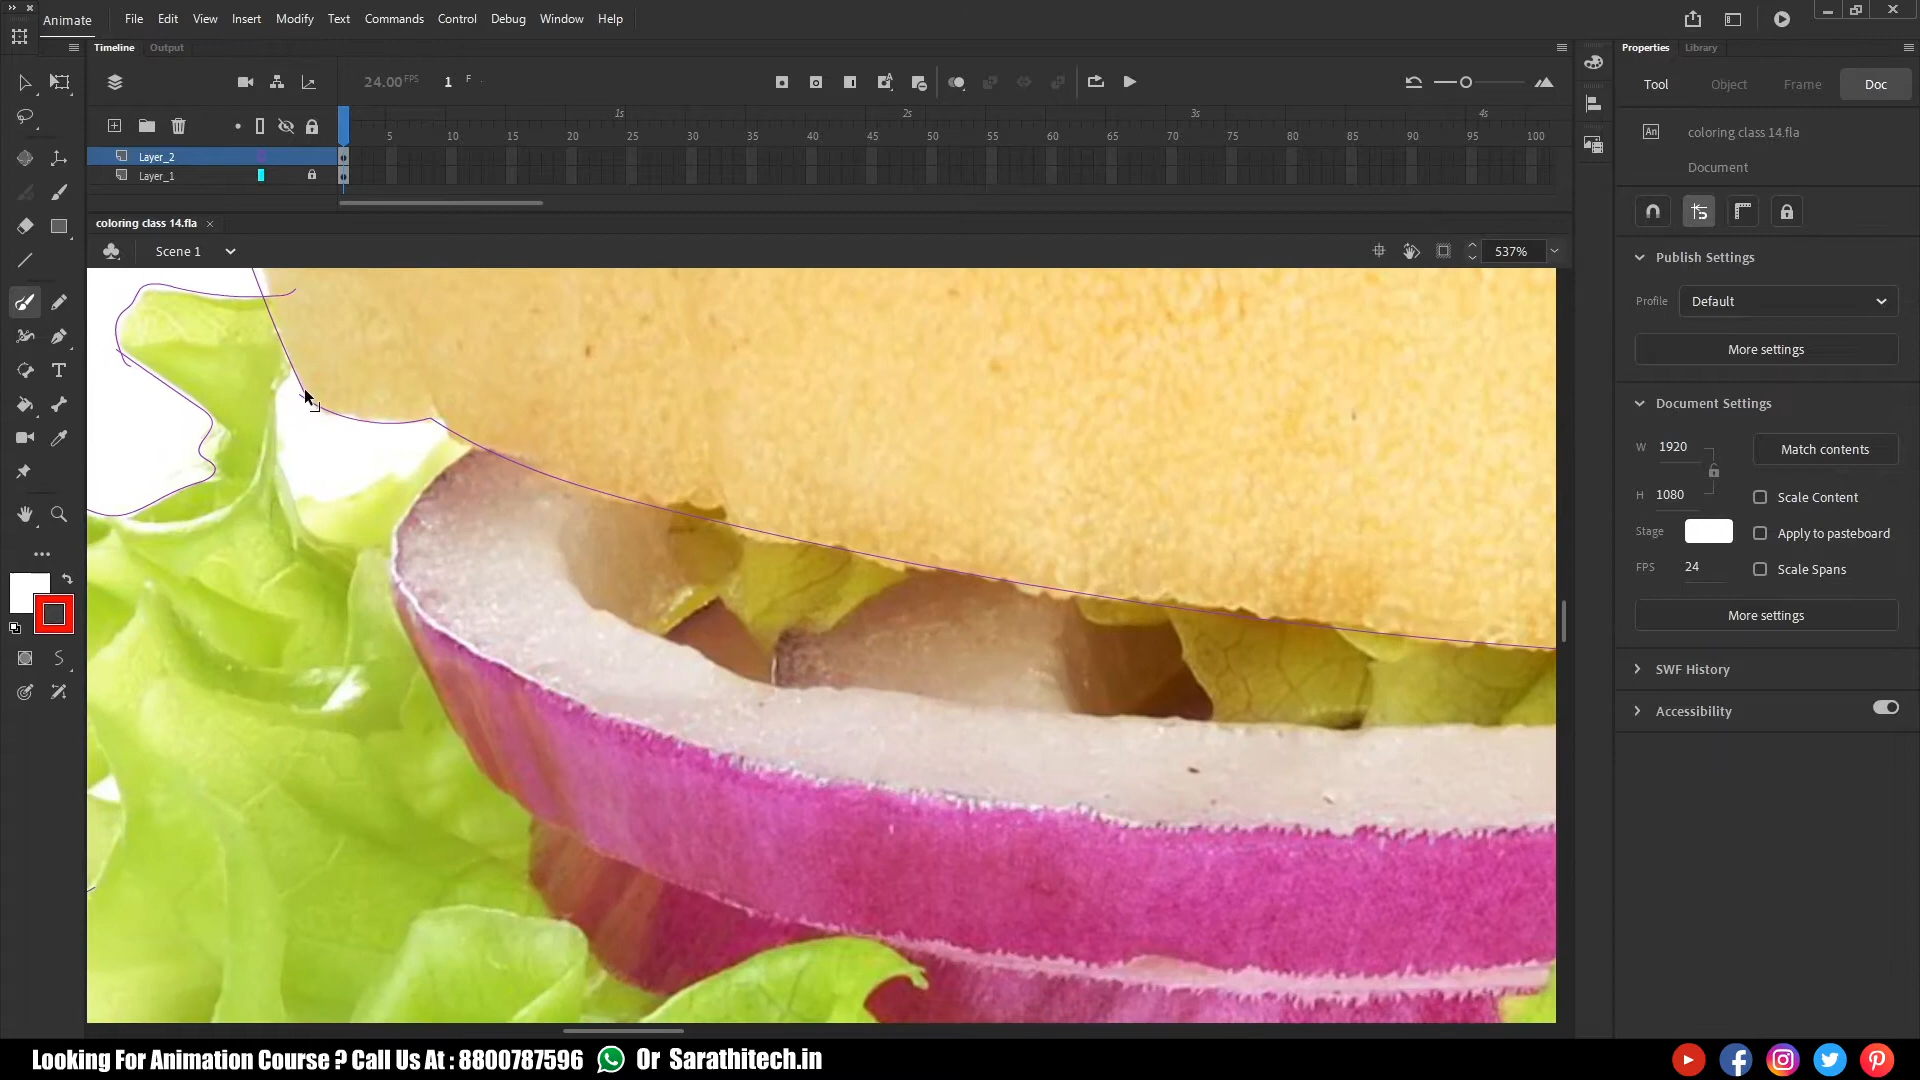 Animate File Edit View Insert Modify Text Commands Control Debug Window Help
Timeline Output
Properties Library
24.00 FPS 1 F
Tool Object Frame Doc
1s 2s 3s 4s
5 10 15 20 25 30 35 40 45 50 55 60 65 70 75 80 85 90 95 100
An coloring class 14.fla
Document
Layer_2
Layer_1
coloring class 14.fla
Scene 1
537%
Publish Settings
Profile Default
More settings
Document Settings
W 1920
Match contents
H 1080
Scale Content
Stage
Apply to pasteboard
FPS 24
Scale Spans
More settings
SWF History
Accessibility
T
Looking For Animation Course ? Call Us At : 8800787596 Or Sarathitech.in